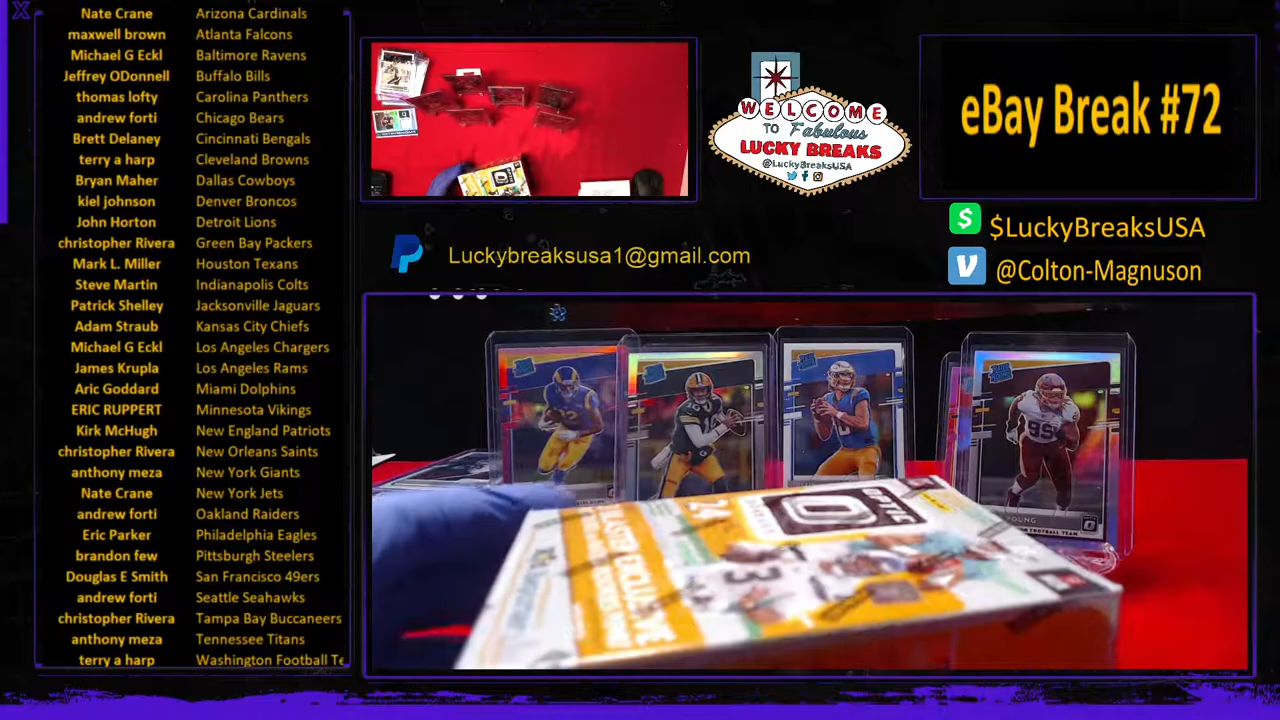 Nate Crane Arizona Cardinals
maxwell brown Atlanta Falcons
Michael G Eckl Baltimore Ravens
Jeffrey ODonnell Buffalo Bills
thomas lofty Carolina Panthers
andrew forti Chicago Bears
Brett Delaney Cincinnati Bengals
terry a harp Cleveland Browns
Bryan Maher Dallas Cowboys
kiel johnson Denver Broncos
John Horton Detroit Lions
christopher Rivera Green Bay Packers
Mark L. Miller Houston Texans
Steve Martin Indianapolis Colts
Patrick Shelley Jacksonville Jaguars
Adam Straub Kansas City Chiefs
Michael G Eckl Los Angeles Chargers
James Krupla Los Angeles Rams
Aric Goddard Miami Dolphins
ERIC RUPPERT Minnesota Vikings
Kirk McHugh New England Patriots
christopher Rivera New Orleans Saints
anthony meza New York Giants
Nate Crane New York Jets
andrew forti Oakland Raiders
Eric Parker Philadelphia Eagles
brandon few Pittsburgh Steelers
Douglas E Smith San Francisco 49ers
andrew forti Seattle Seahawks
christopher Rivera Tampa Bay Buccaneers
anthony meza Tennessee Titans
terry a harp Washington Football Te
WELCOME
TO Fabulous
LUCKY BREAKS
@LuckyBreaksUSA
eBay Break #72
$LuckyBreaksUSA
@Colton-Magnuson
Luckybreaksusa1@gmail.com
99
YOUNG
FOOTBALL TEAM
OPTIC
24
BLASTER EXCLUSIVE
3